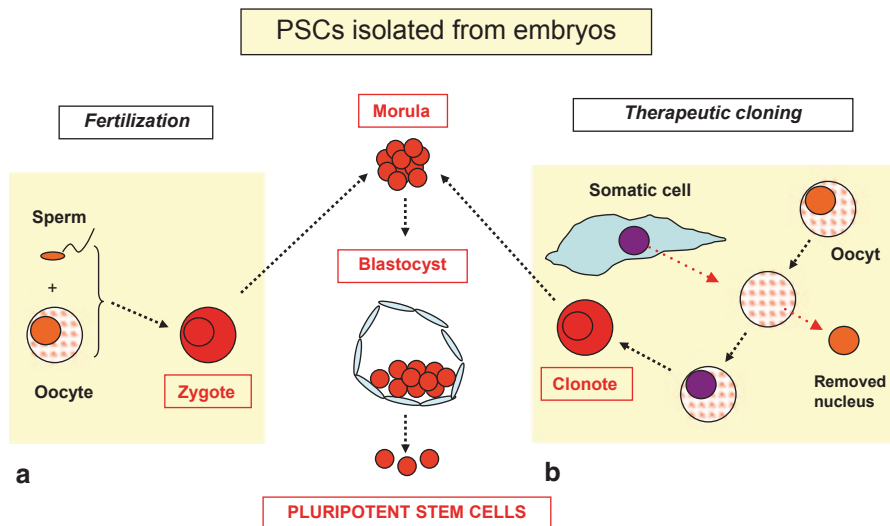 PSCs isolated from embryos
Fertilization
Sperm
+
Oocyte
Zygote
a
Morula
Blastocyst
PLURIPOTENT STEM CELLS
Therapeutic cloning
Somatic cell
Oocyt
Clonote
Removed
nucleus
b